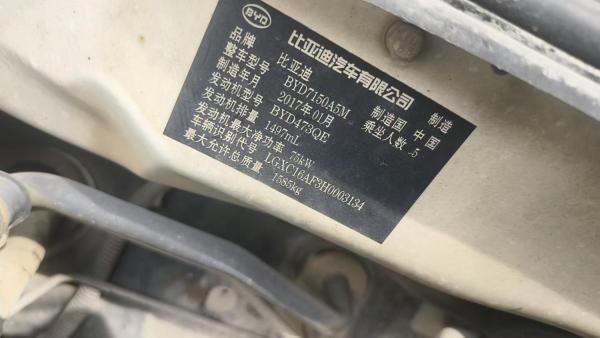 BYD
比亚迪汽车有限公司 制造
品牌 比亚迪 制造国 中国
整车型号 BYD7150A5M 乘坐人数 5
制造年月 2017年01月
发动机型号 BYD473QE
发动机排量 1497mL
发动机最大净功率 75kW
车辆识别代号 LGXC16AF3H0003134
最大允许总质量 1585kg